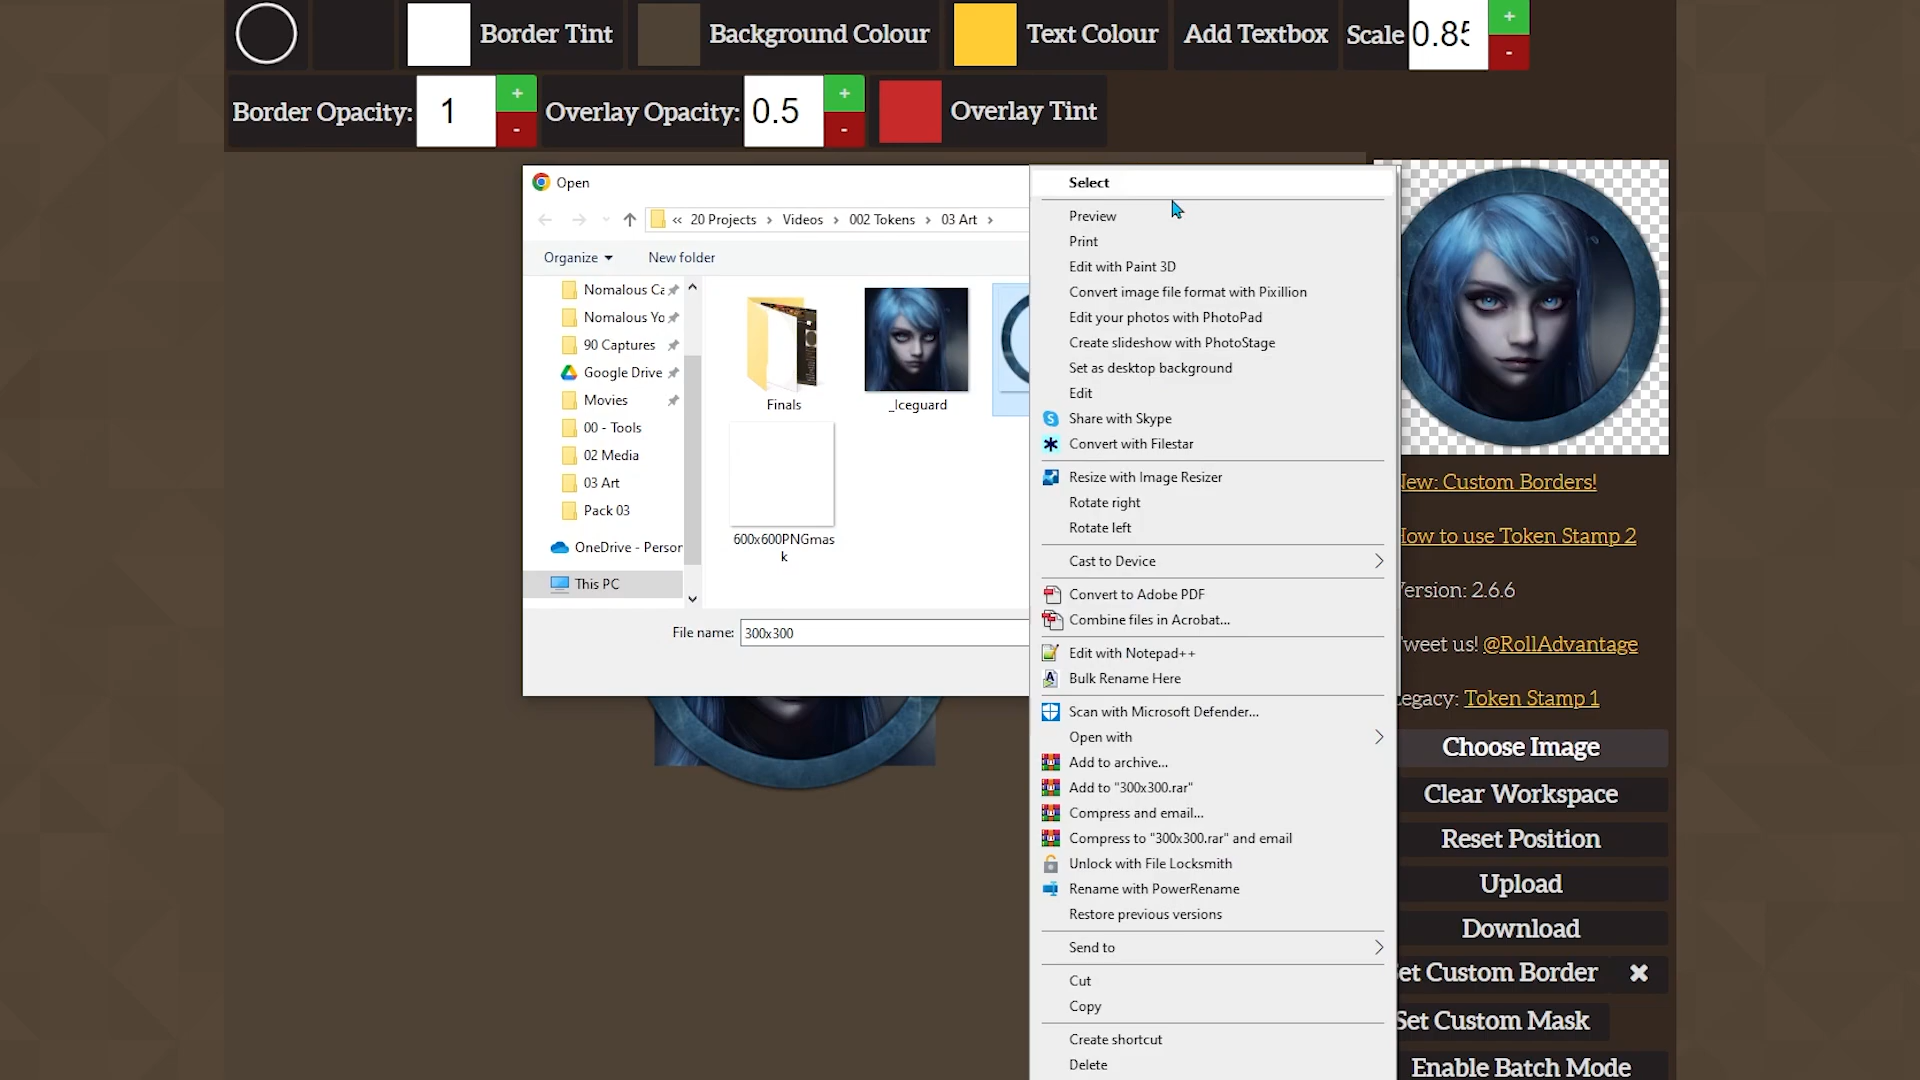 Border Tint
Background Colour
Text Colour
Add Textbox
Scale 0.85 + -
Border Opacity: 1 + -
Overlay Opacity: 0.5 + -
Overlay Tint
Open
« 20 Projects › Videos › 002 Tokens › 03 Art ›
Organize
New folder
Nomalous Ca
Nomalous Yo
90 Captures
Google Drive
Movies
00 - Tools
02 Media
03 Art
Pack 03
OneDrive - Person
This PC
Finals
_Iceguard
600x600PNGmas
k
File name: 300x300
Select
Preview
Print
Edit with Paint 3D
Convert image file format with Pixillion
Edit your photos with PhotoPad
Create slideshow with PhotoStage
Set as desktop background
Edit
Share with Skype
Convert with Filestar
Resize with Image Resizer
Rotate right
Rotate left
Cast to Device
Convert to Adobe PDF
Combine files in Acrobat...
Edit with Notepad++
Bulk Rename Here
Scan with Microsoft Defender...
Open with
Add to archive...
Add to "300x300.rar"
Compress and email...
Compress to "300x300.rar" and email
Unlock with File Locksmith
Rename with PowerRename
Restore previous versions
Send to
Cut
Copy
Create shortcut
Delete
New: Custom Borders!
How to use Token Stamp 2
Version: 2.6.6
Tweet us! @RollAdvantage
Legacy: Token Stamp 1
Choose Image
Clear Workspace
Reset Position
Upload
Download
Set Custom Border ✖
Set Custom Mask
Enable Batch Mode